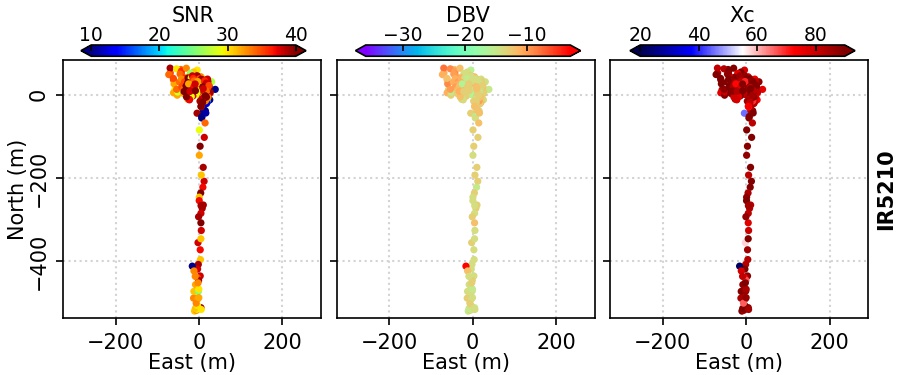 SNR DBV Xc
10 20 30 40 −30 −20 −10 20 40 60 80
0
−200
−400
North (m)
IR5210
−200 0 200 −200 0 200 −200 0 200
East (m) East (m) East (m)